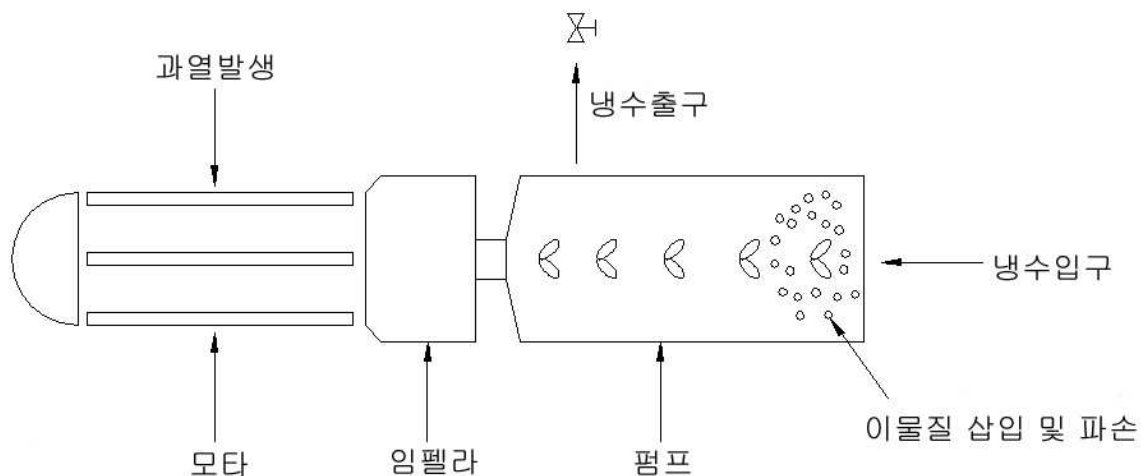 과열발생
냉수출구
냉수입구
이물질 삽입 및 파손
모타
임펠라
펌프